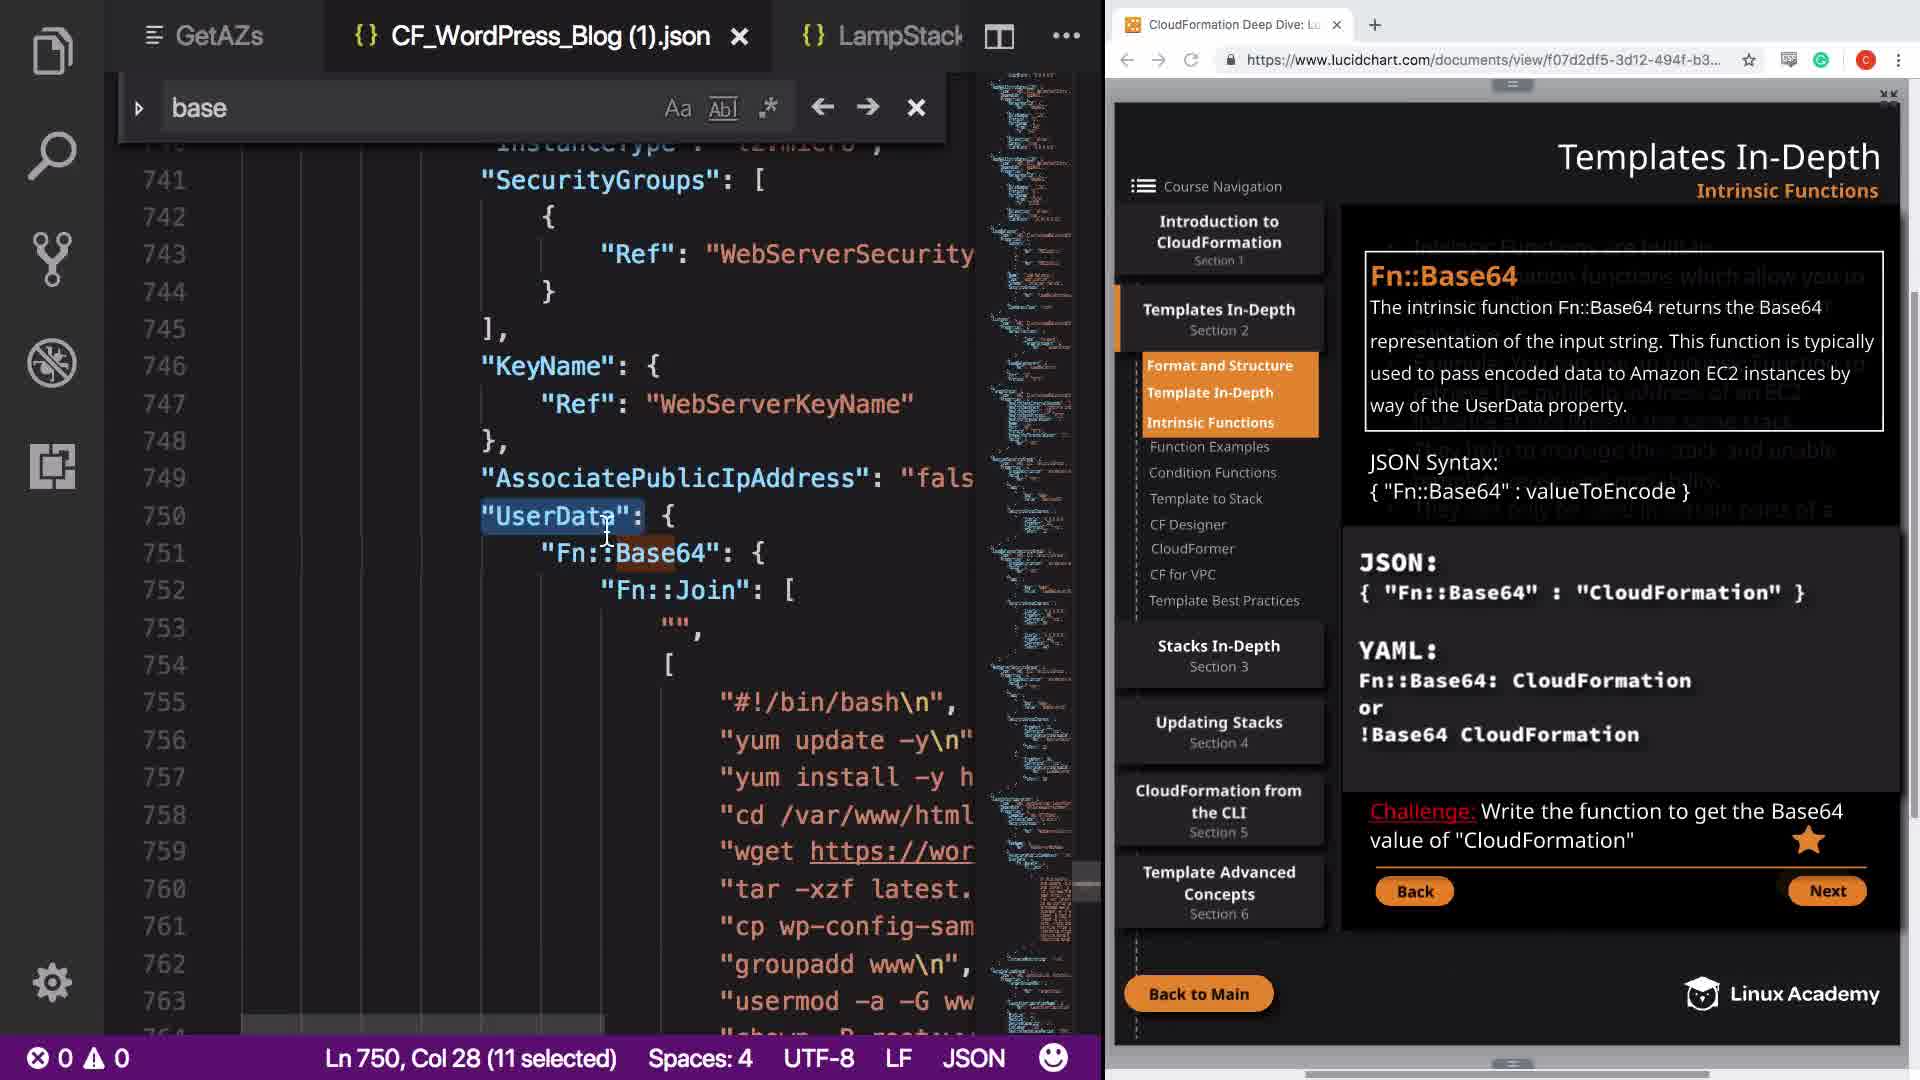 GetAZs
{} CF_WordPress_Blog (1).json
{} LampStack
base
Aa
Abl
.*
"InstanceType": "t2.micro",
741 "SecurityGroups": [
742 {
743 "Ref": "WebServerSecurity
744 }
745 ],
746 "KeyName": {
747 "Ref": "WebServerKeyName"
748 },
749 "AssociatePublicIpAddress": "fals
750 "UserData": {
751 "Fn::Base64": {
752 "Fn::Join": [
753 "",
754 [
755 "#!/bin/bash\n",
756 "yum update -y\n"
757 "yum install -y h
758 "cd /var/www/html
759 "wget https://wor
760 "tar -xzf latest.
761 "cp wp-config-sam
762 "groupadd www\n",
763 "usermod -a -G ww
0 0
Ln 750, Col 28 (11 selected)
Spaces: 4
UTF-8
LF
JSON
CloudFormation Deep Dive: Lu
https://www.lucidchart.com/documents/view/f07d2df5-3d12-494f-b3...
C
Templates In-Depth
Intrinsic Functions
Course Navigation
Introduction to
CloudFormation
Section 1
Templates In-Depth
Section 2
Format and Structure
Template In-Depth
Intrinsic Functions
Function Examples
Condition Functions
Template to Stack
CF Designer
CloudFormer
CF for VPC
Template Best Practices
Stacks In-Depth
Section 3
Updating Stacks
Section 4
CloudFormation from
the CLI
Section 5
Template Advanced
Concepts
Section 6
Back to Main
Fn::Base64
The intrinsic function Fn::Base64 returns the Base64
representation of the input string. This function is typically
used to pass encoded data to Amazon EC2 instances by
way of the UserData property.
JSON Syntax:
{ "Fn::Base64" : valueToEncode }
JSON:
{ "Fn::Base64" : "CloudFormation" }
YAML:
Fn::Base64: CloudFormation
or
!Base64 CloudFormation
Challenge: Write the function to get the Base64
value of "CloudFormation"
Back
Next
Linux Academy